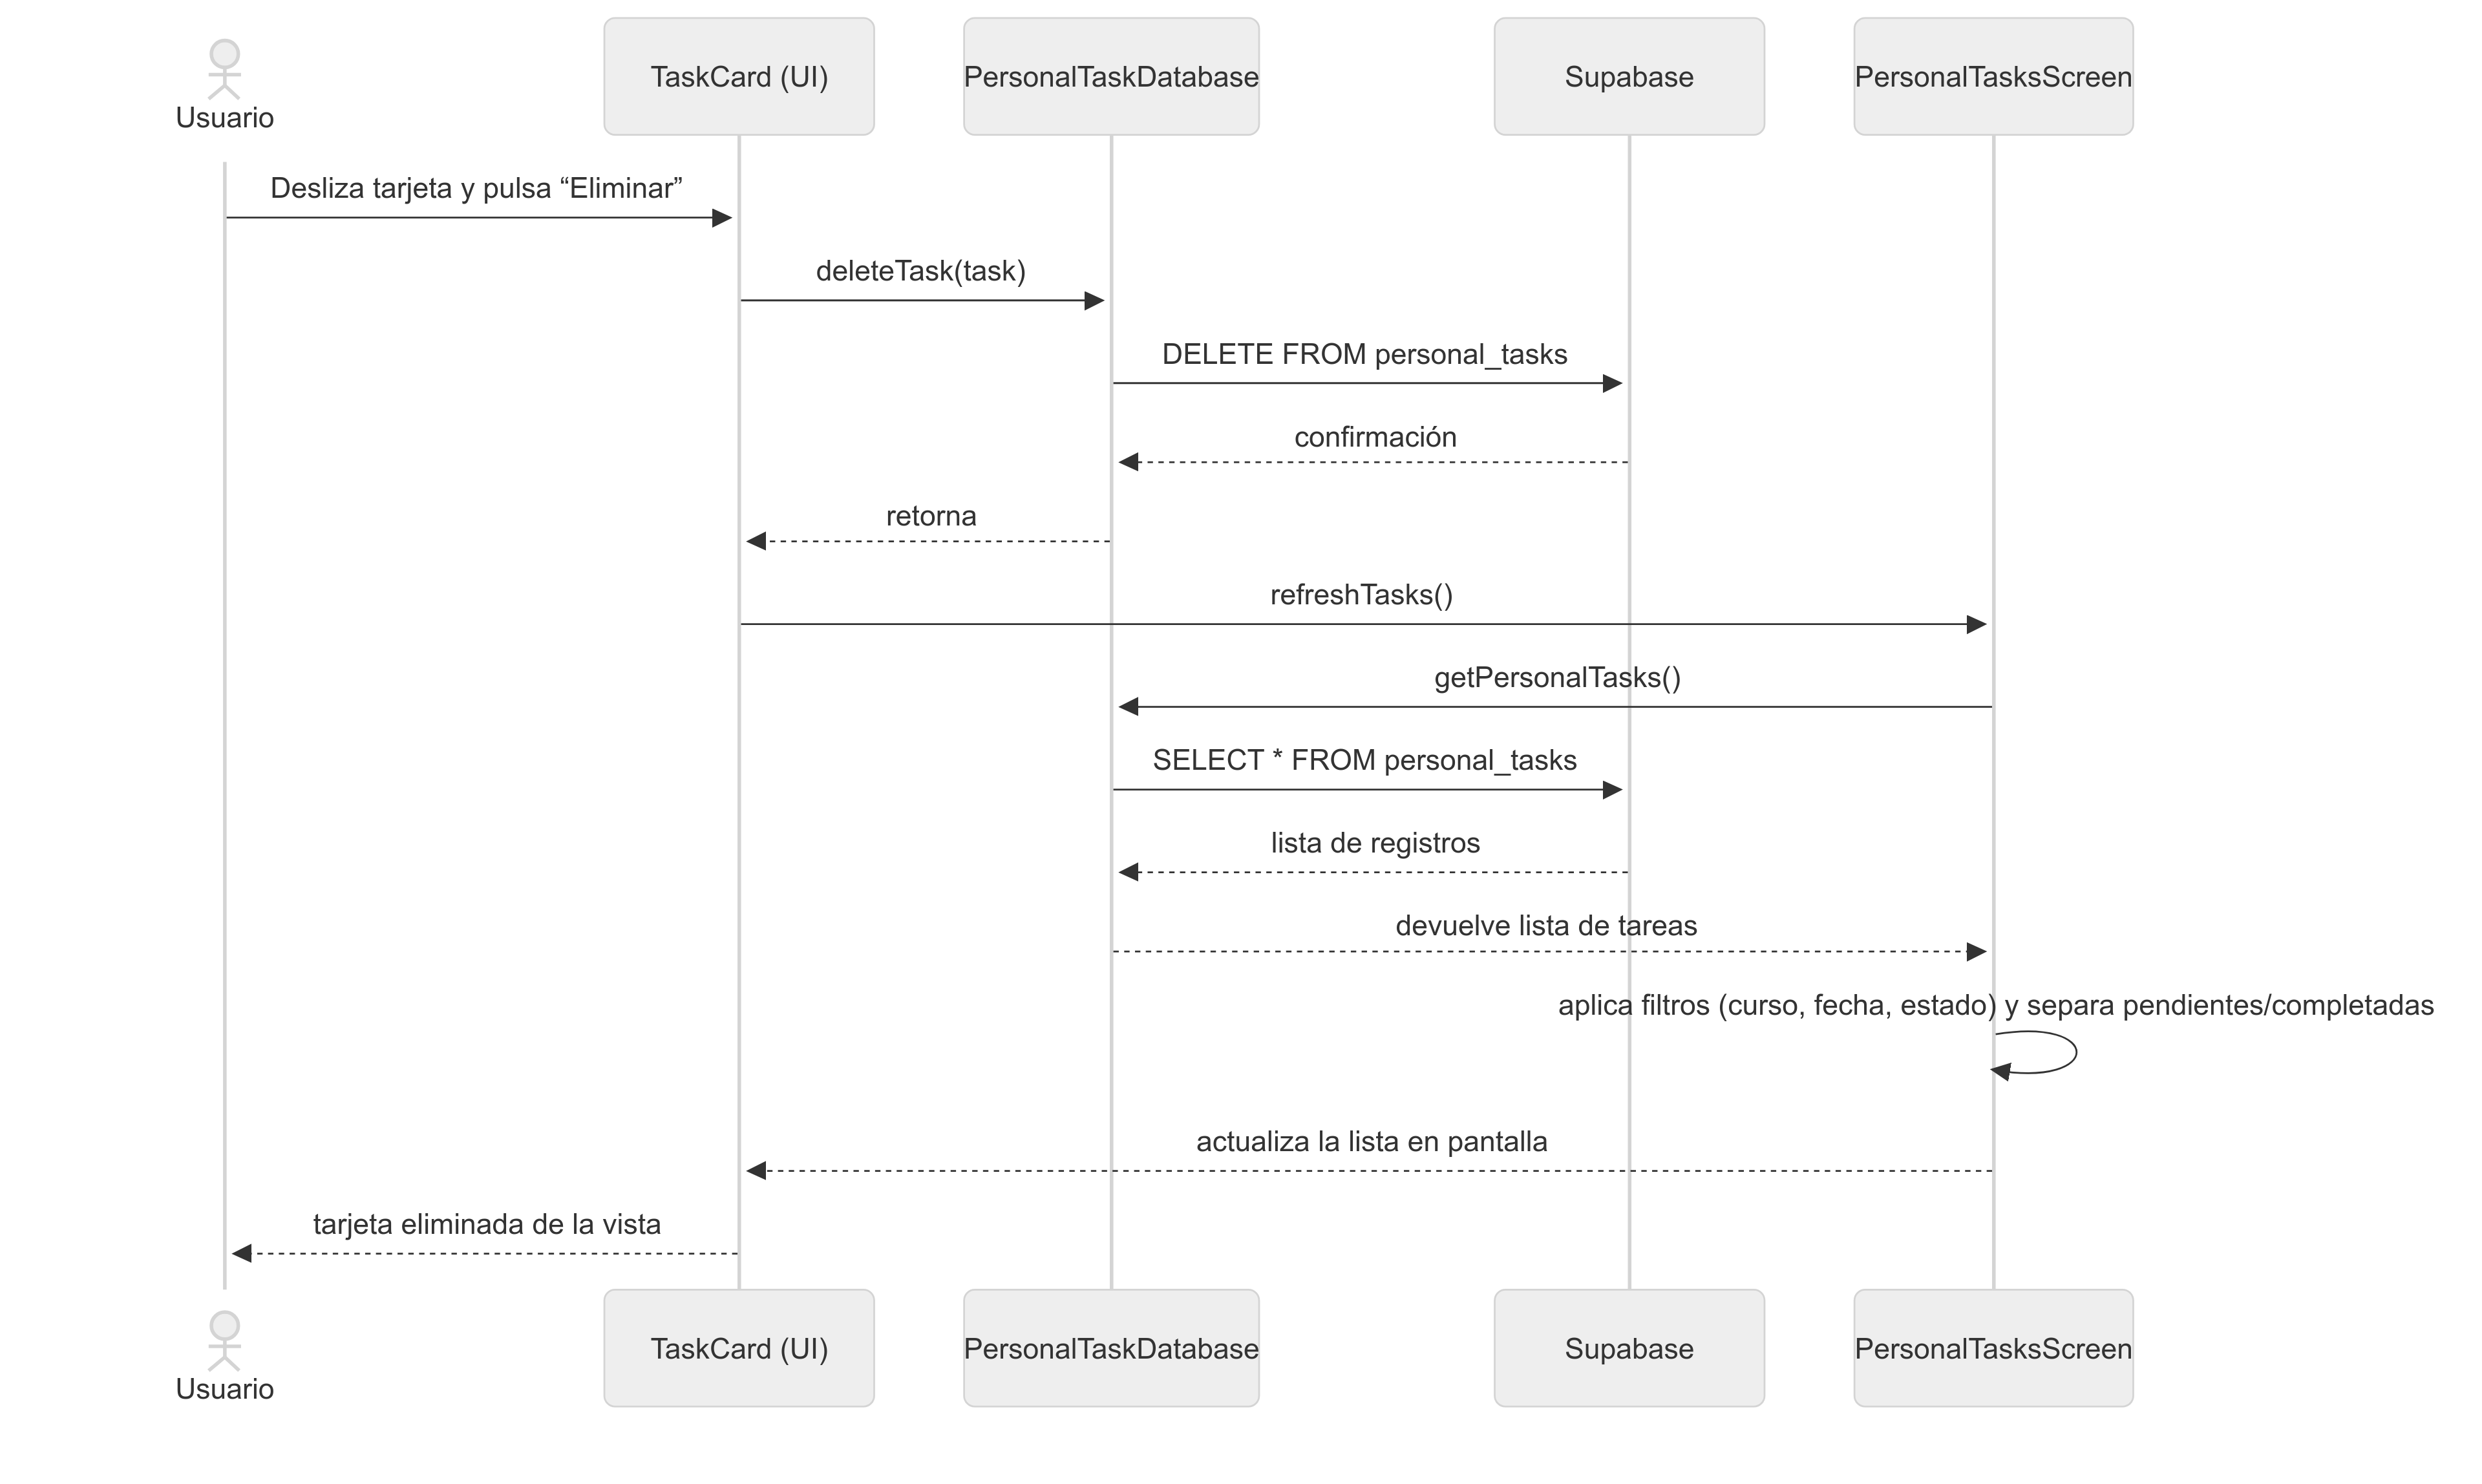 Usuario
TaskCard (UI)
PersonalTaskDatabase
Supabase
PersonalTasksScreen
Desliza tarjeta y pulsa “Eliminar”
deleteTask(task)
DELETE FROM personal_tasks
confirmación
retorna
refreshTasks()
getPersonalTasks()
SELECT * FROM personal_tasks
lista de registros
devuelve lista de tareas
aplica filtros (curso, fecha, estado) y separa pendientes/completadas
actualiza la lista en pantalla
tarjeta eliminada de la vista
Usuario
TaskCard (UI)
PersonalTaskDatabase
Supabase
PersonalTasksScreen